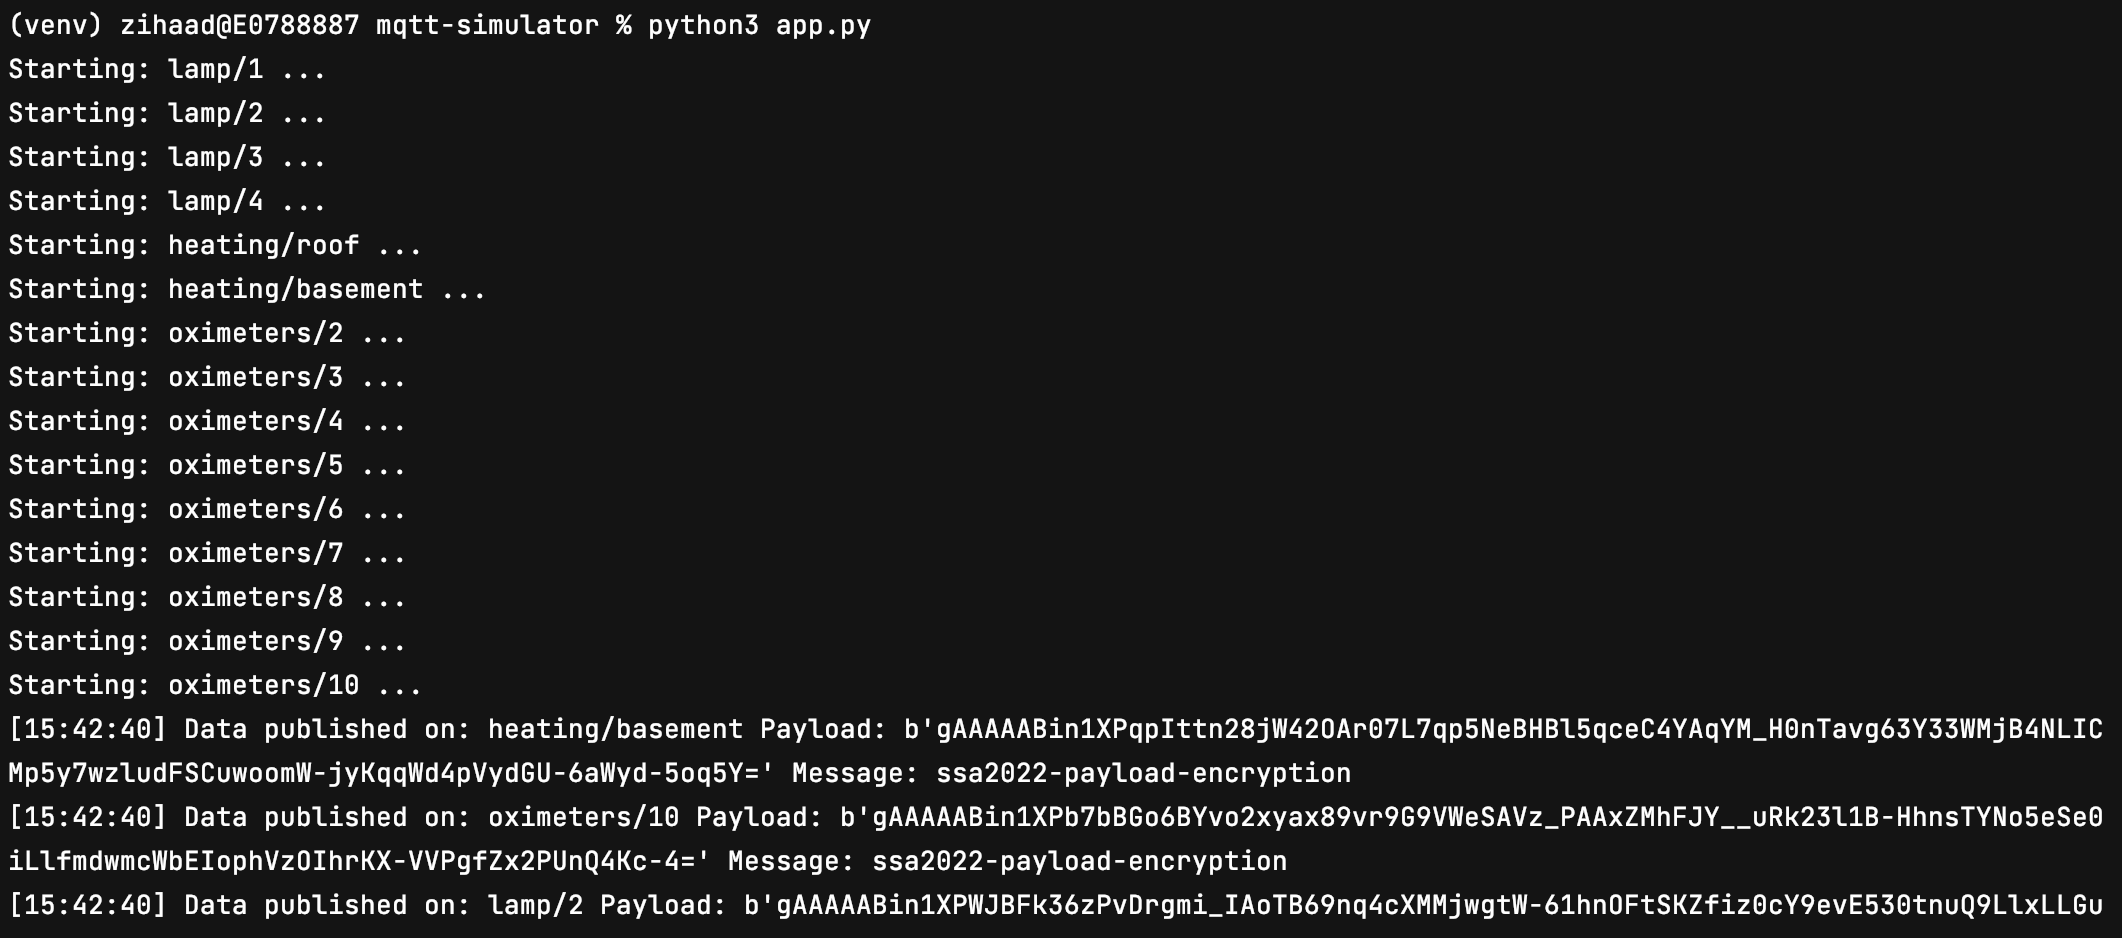 (venv) zihaad@E0788887 mqtt-simulator % python3 app.py
Starting: lamp/1 ...
Starting: lamp/2 ...
Starting: lamp/3 ...
Starting: lamp/4 ...
Starting: heating/roof ...
Starting: heating/basement ...
Starting: oximeters/2 ...
Starting: oximeters/3 ...
Starting: oximeters/4 ...
Starting: oximeters/5 ...
Starting: oximeters/6 ...
Starting: oximeters/7 ...
Starting: oximeters/8 ...
Starting: oximeters/9 ...
Starting: oximeters/10 ...
[15:42:40] Data published on: heating/basement Payload: b'gAAAAABin1XPqpIttn28jW42OAr07L7qp5NeBHBl5qceC4YAqYM_H0nTavg63Y33WMjB4NLIC
Mp5y7wzludFSCuwoomW-jyKqqWd4pVydGU-6aWyd-5oq5Y=' Message: ssa2022-payload-encryption
[15:42:40] Data published on: oximeters/10 Payload: b'gAAAAABin1XPb7bBGo6BYvo2xyax89vr9G9VWeSAVz_PAAxZMhFJY__uRk23l1B-HhnsTYNo5eSe0
iLlfmdwmcWbEIophVzOIhrKX-VVPgfZx2PUnQ4Kc-4=' Message: ssa2022-payload-encryption
[15:42:40] Data published on: lamp/2 Payload: b'gAAAAABin1XPWJBFk36zPvDrgmi_IAoTB69nq4cXMMjwgtW-61hnOFtSKZfiz0cY9evE530tnuQ9LlxLLGu